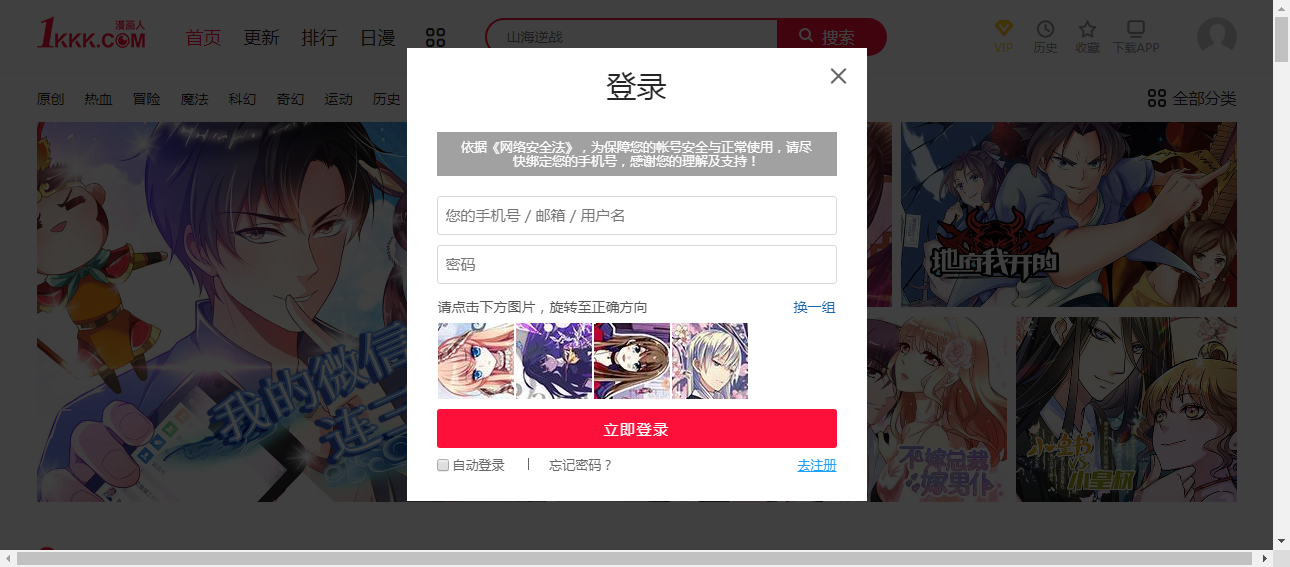 1KKK.COM 漫画人
首页 更新 排行 日漫
山海逆战
搜索
VIP 历史 收藏 下载APP
原创 热血 冒险 魔法 科幻 奇幻 运动 历史
全部分类
登录
依据《网络安全法》，为保障您的帐号安全与正常使用，请尽
快绑定您的手机号，感谢您的理解及支持！
您的手机号 / 邮箱 / 用户名
密码
请点击下方图片，旋转至正确方向
换一组
立即登录
自动登录 | 忘记密码？
去注册
我的微信
连三
地府我开的
不嫁总裁
嫁男仆